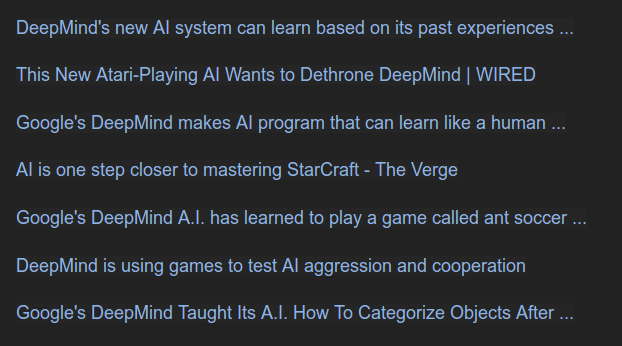 DeepMind's new AI system can learn based on its past experiences ...
This New Atari-Playing AI Wants to Dethrone DeepMind | WIRED
Google's DeepMind makes AI program that can learn like a human ...
AI is one step closer to mastering StarCraft - The Verge
Google's DeepMind A.I. has learned to play a game called ant soccer ...
DeepMind is using games to test AI aggression and cooperation
Google's DeepMind Taught Its A.I. How To Categorize Objects After ...